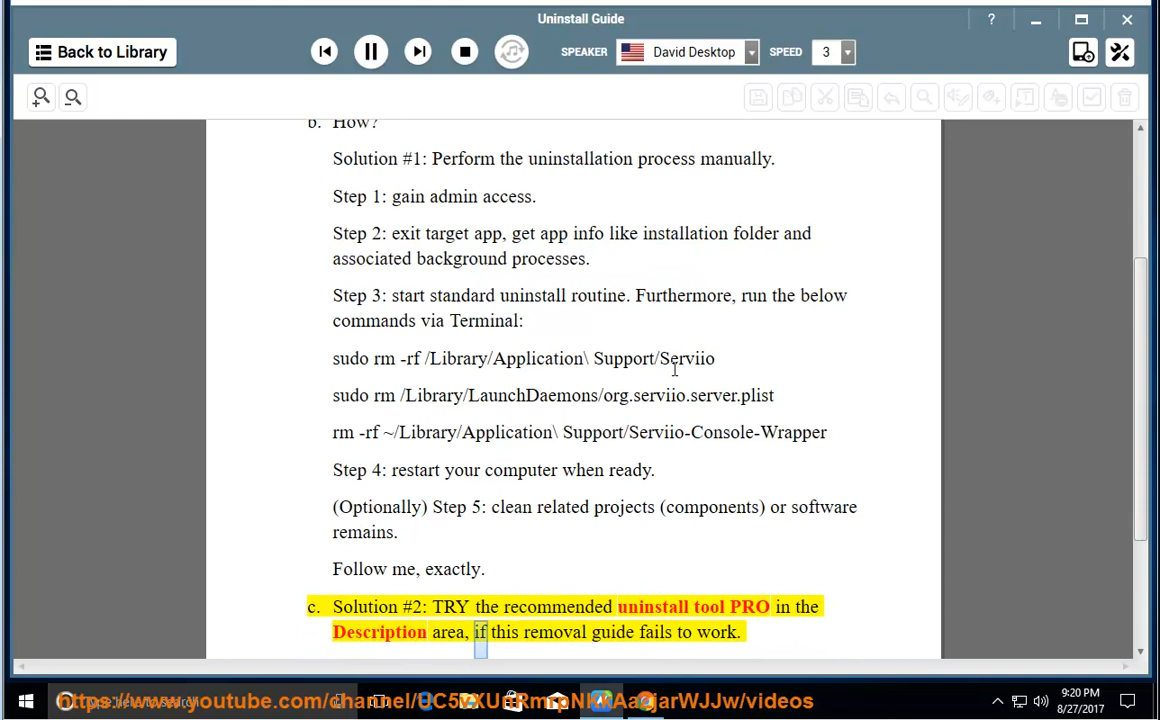 Uninstall Guide
?
Back to Library
SPEAKER
David Desktop
SPEED
3
b. How?
Solution #1: Perform the uninstallation process manually.
Step 1: gain admin access.
Step 2: exit target app, get app info like installation folder and
associated background processes.
Step 3: start standard uninstall routine. Furthermore, run the below
commands via Terminal:
sudo rm -rf /Library/Application\ Support/Serviio
sudo rm /Library/LaunchDaemons/org.serviio.server.plist
rm -rf ~/Library/Application\ Support/Serviio-Console-Wrapper
Step 4: restart your computer when ready.
(Optionally) Step 5: clean related projects (components) or software
remains.
Follow me, exactly.
c. Solution #2: TRY the recommended uninstall tool PRO in the
Description area, if this removal guide fails to work.
9:20 PM
8/27/2017